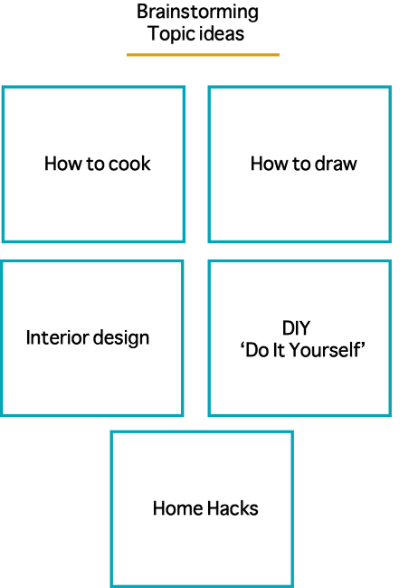 Brainstorming
Topic ideas
How to cook
How to draw
Interior design
DIY
‘Do It Yourself’
Home Hacks